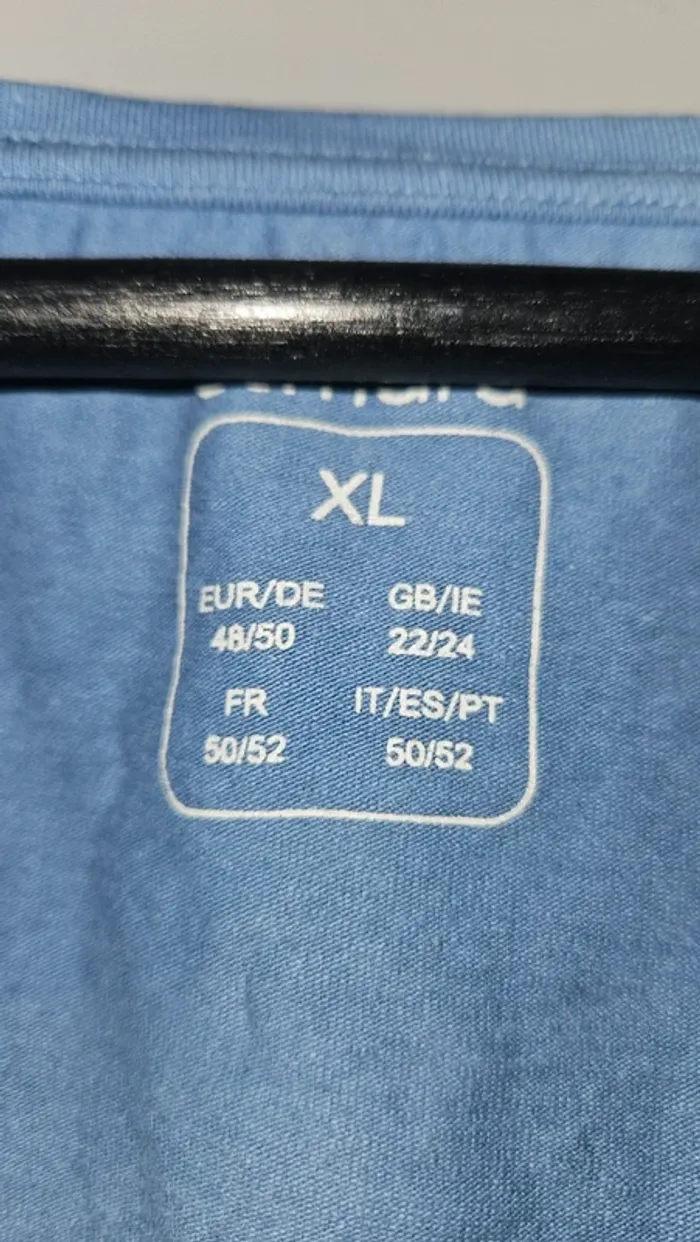 XL
EUR/DE GB/IE
48/50 22/24
FR IT/ES/PT
50/52 50/52